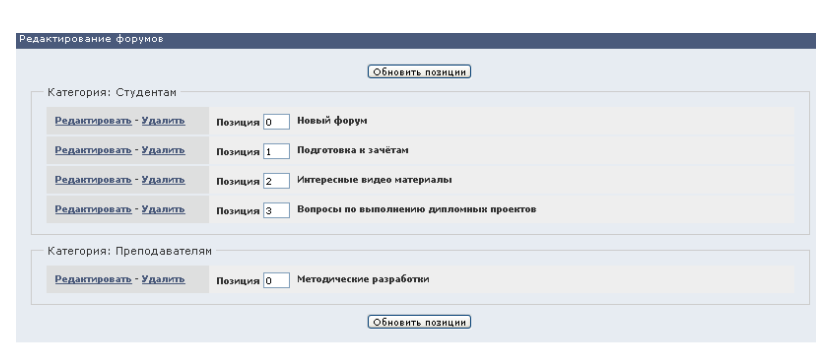 Редактирование форумов
Обновить позиции
Категория: Студентам
Редактировать - Удалить Позиция 0 Новый форум
Редактировать - Удалить Позиция 1 Подготовка к зачётам
Редактировать - Удалить Позиция 2 Интересные видео материалы
Редактировать - Удалить Позиция 3 Вопросы по выполнению дипломных проектов
Категория: Преподавателям
Редактировать - Удалить Позиция 0 Методические разработки
Обновить позиции